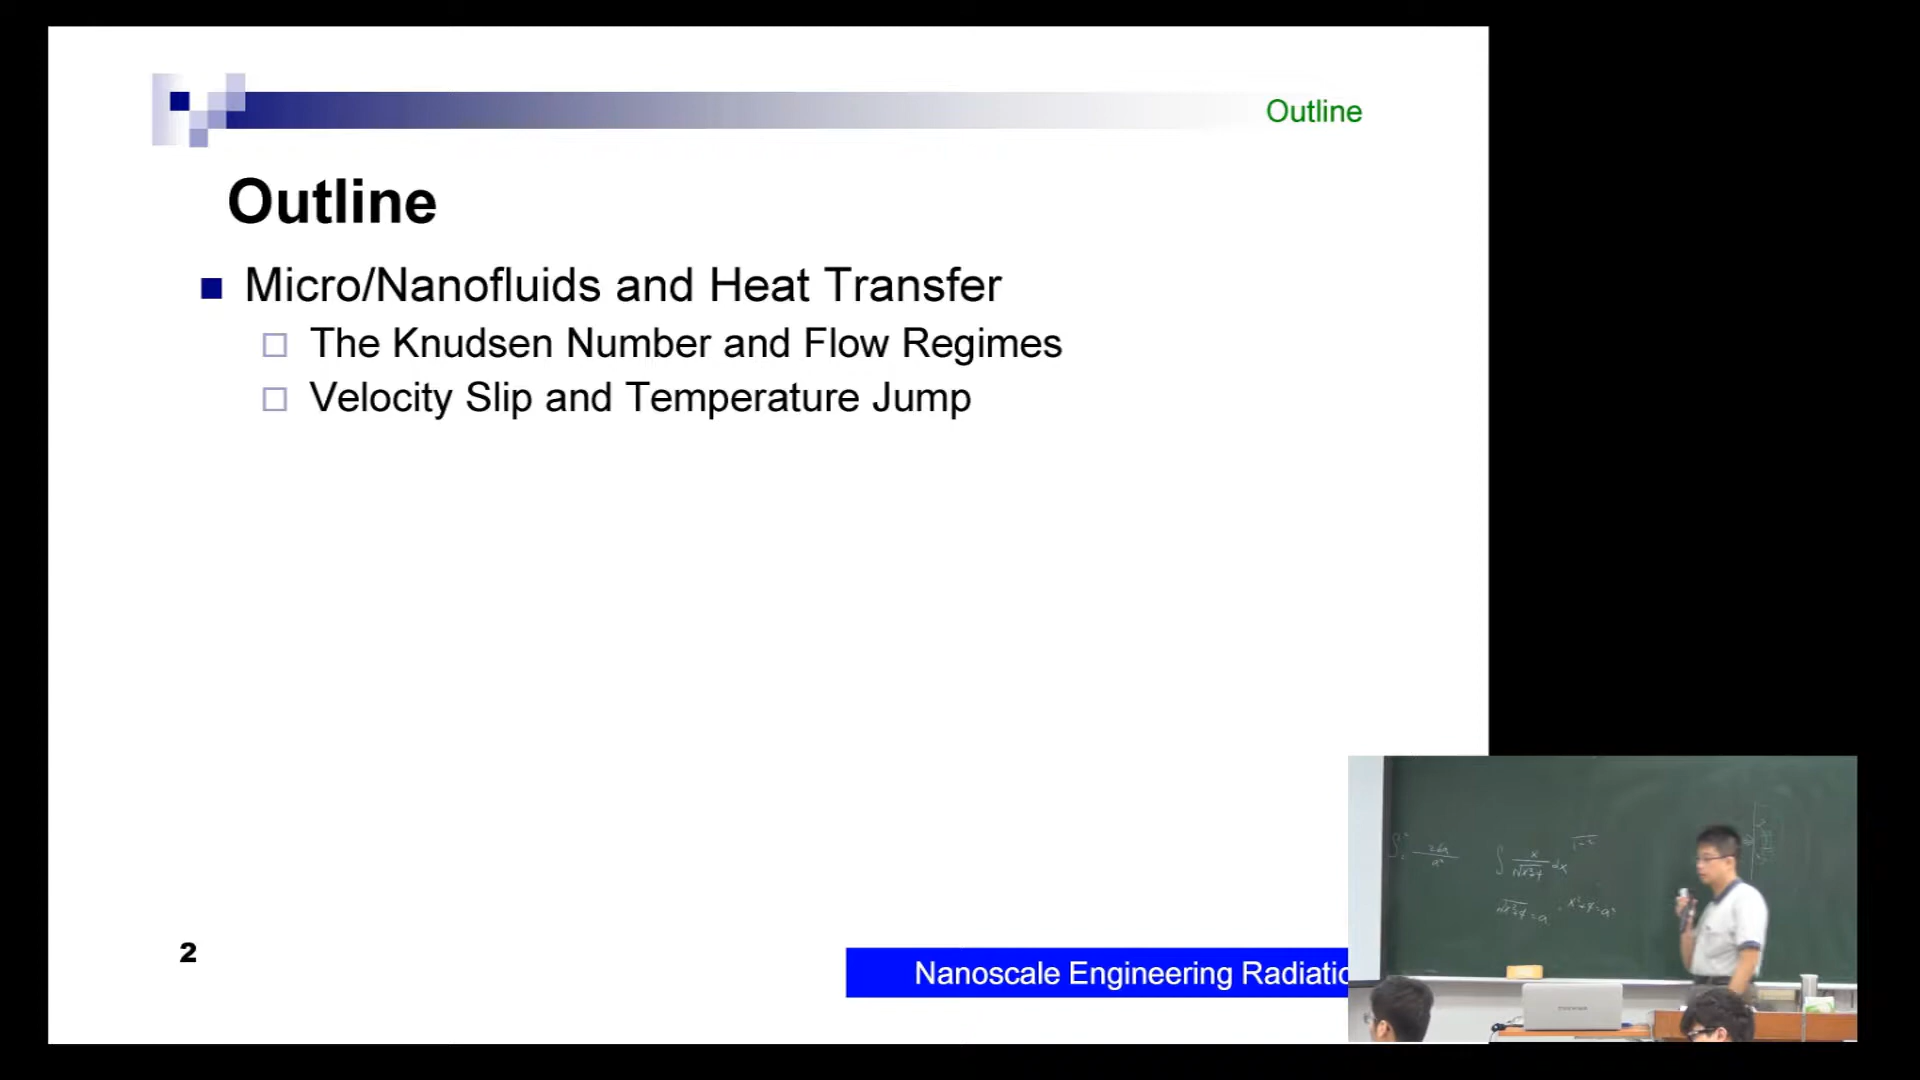 Outline
Outline
Micro/Nanofluids and Heat Transfer
The Knudsen Number and Flow Regimes
Velocity Slip and Temperature Jump
2
Nanoscale Engineering Radiatio